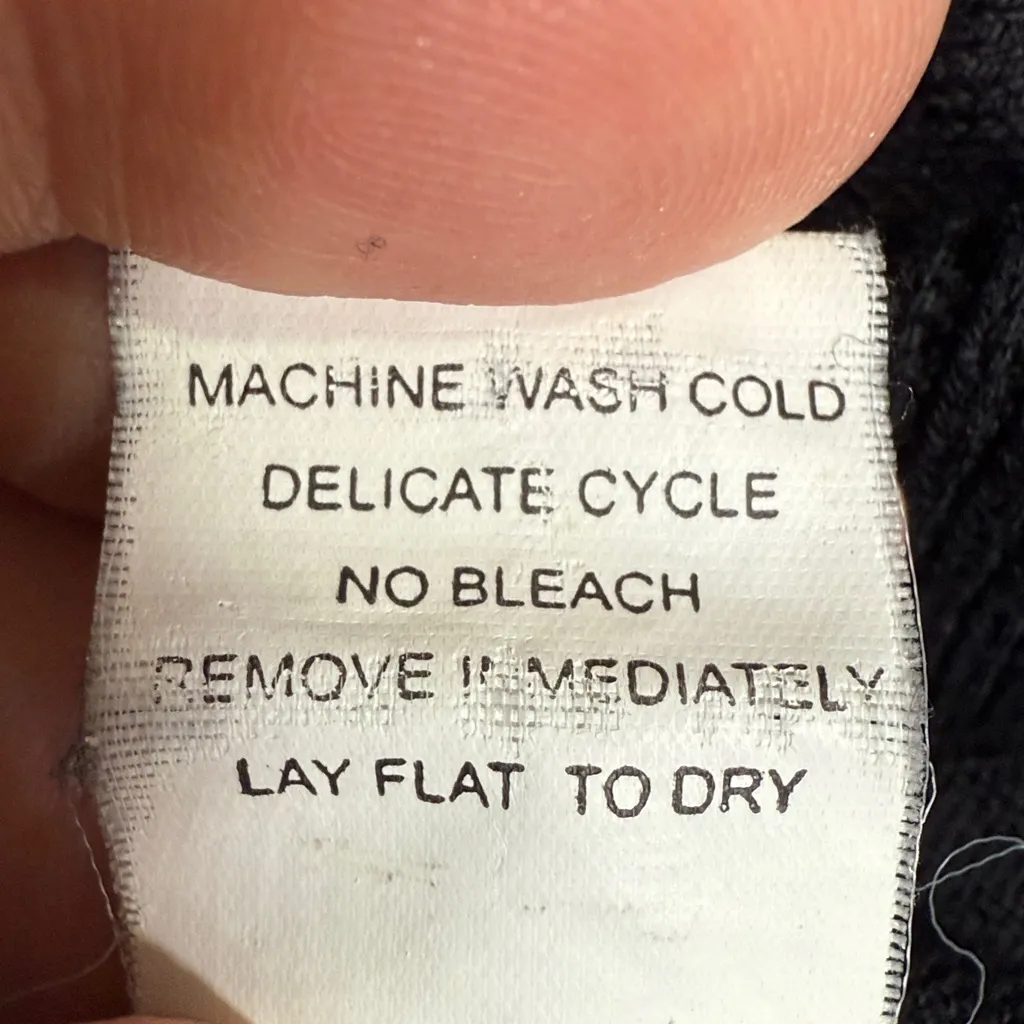 MACHINE WASH COLD
DELICATE CYCLE
NO BLEACH
REMOVE IMMEDIATELY
LAY FLAT TO DRY